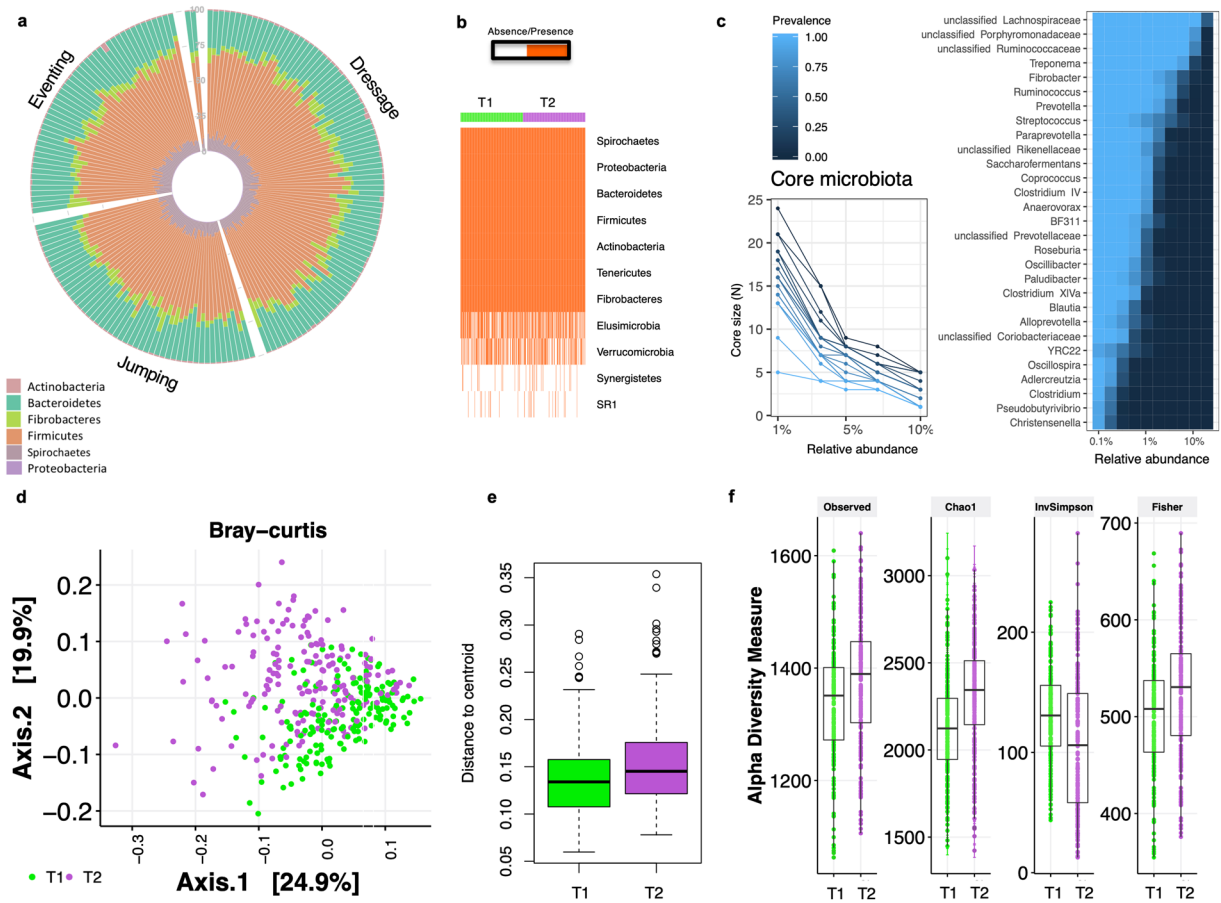 a
100
75
25
0
Eventing
Dressage
Jumping
Actinobacteria
Bacteroidetes
Fibrobacteres
Firmicutes
Spirochaetes
Proteobacteria
b
Absence/Presence
T1 T2
Spirochaetes
Proteobacteria
Bacteroidetes
Firmicutes
Actinobacteria
Tenericutes
Fibrobacteres
Elusimicrobia
Verrucomicrobia
Synergistetes
SR1
c
Prevalence
1.00
0.75
0.50
0.25
0.00
Core microbiota
25
20
15
10
5
0
Core size (N)
1% 5% 10%
Relative abundance
unclassified Lachnospiraceae
unclassified Porphyromonadaceae
unclassified Ruminococcaceae
Treponema
Fibrobacter
Ruminococcus
Prevotella
Streptococcus
Paraprevotella
unclassified Rikenellaceae
Saccharofermentans
Coprococcus
Clostridium IV
Anaerovorax
BF311
unclassified Prevotellaceae
Roseburia
Oscillibacter
Paludibacter
Clostridium XIVa
Blautia
Alloprevotella
unclassified Coriobacteriaceae
YRC22
Oscillospira
Adlercreutzia
Clostridium
Pseudobutyrivibrio
Christensenella
0.1% 1% 10%
Relative abundance
d
Bray−curtis
0.2
0.1
0.0
−0.1
−0.2
Axis.2 [19.9%]
−0.3 −0.2 −0.1 0.0 0.1
Axis.1 [24.9%]
T1 T2
e
0.35
0.30
0.25
0.20
0.15
0.10
0.05
Distance to centroid
T1 T2
f
Alpha Diversity Measure
Observed
1600
1400
1200
T1 T2
Chao1
3000
2500
2000
1500
T1 T2
InvSimpson
200
100
0
T1 T2
Fisher
700
600
500
400
T1 T2